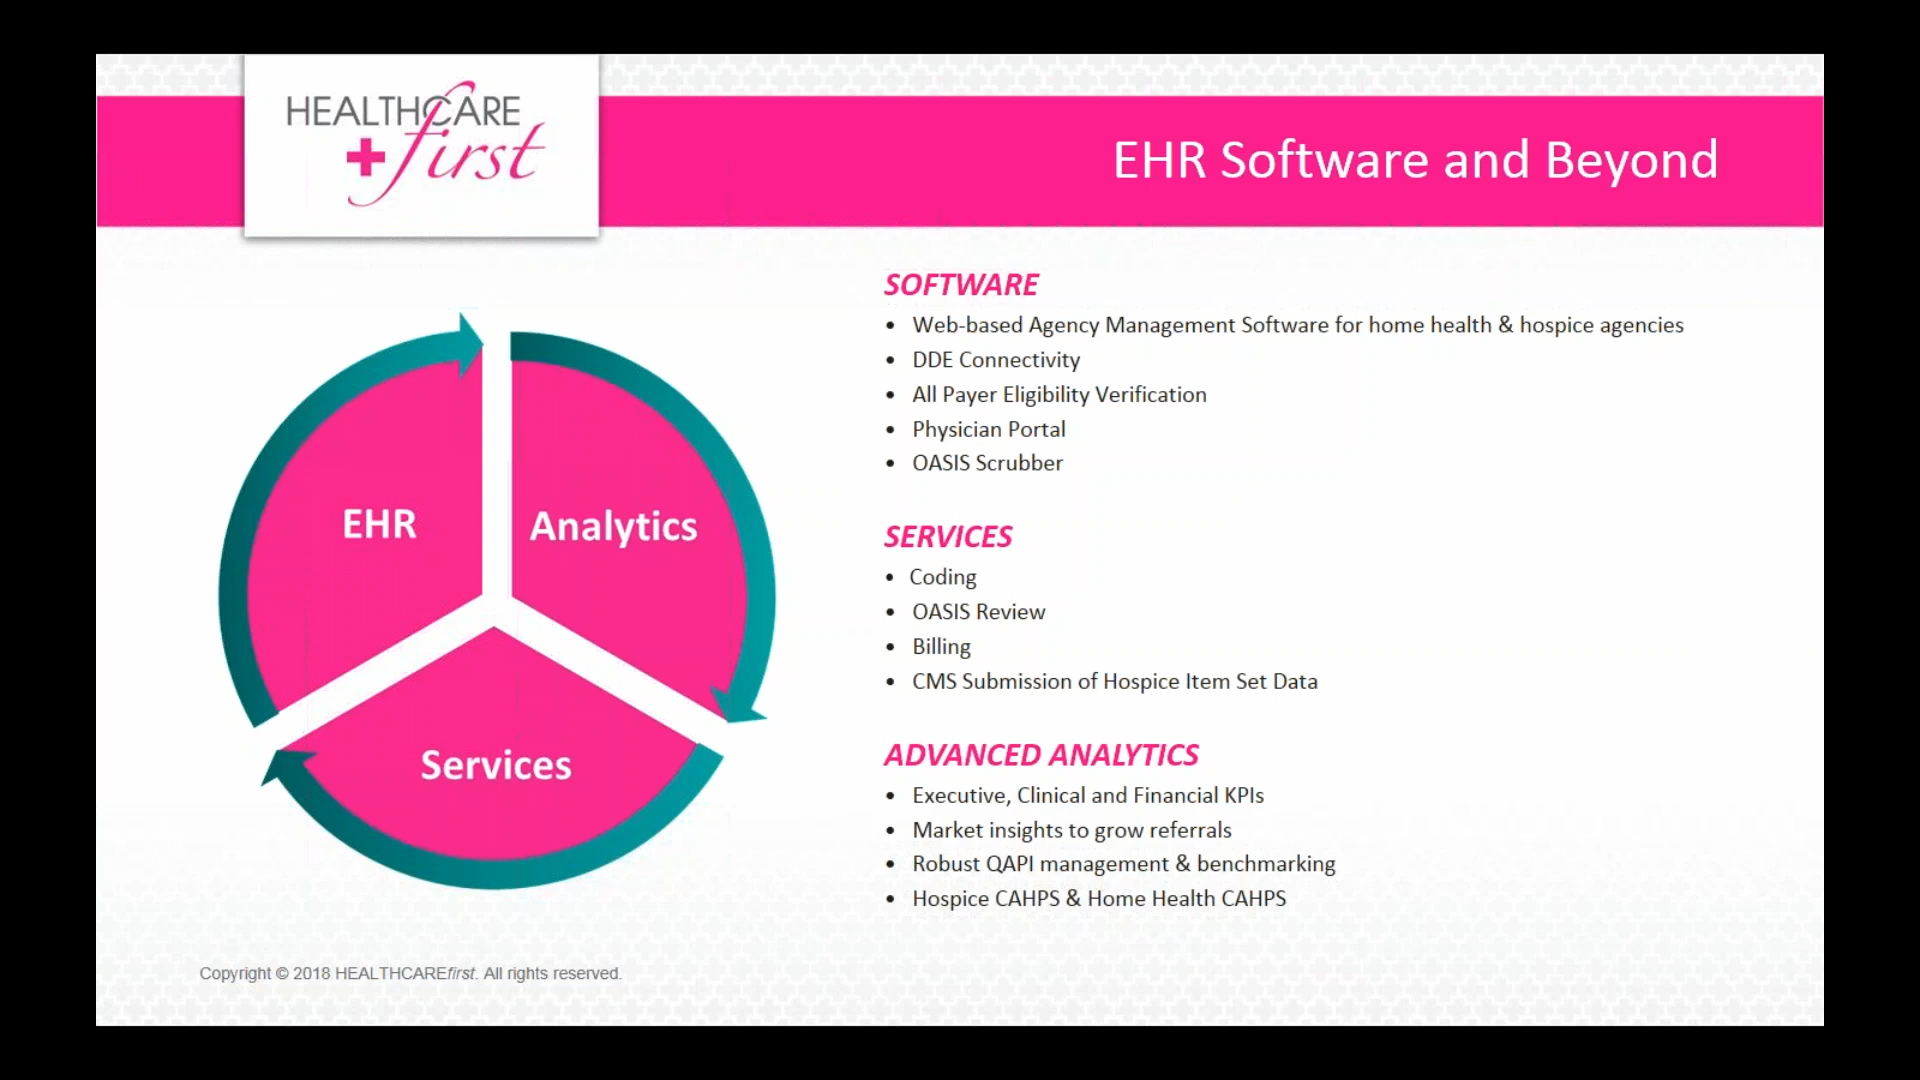 HEALTHCARE
first
EHR Software and Beyond
EHR
Analytics
Services
SOFTWARE
• Web-based Agency Management Software for home health & hospice agencies
• DDE Connectivity
• All Payer Eligibility Verification
• Physician Portal
• OASIS Scrubber
SERVICES
• Coding
• OASIS Review
• Billing
• CMS Submission of Hospice Item Set Data
ADVANCED ANALYTICS
• Executive, Clinical and Financial KPIs
• Market insights to grow referrals
• Robust QAPI management & benchmarking
• Hospice CAHPS & Home Health CAHPS
Copyright © 2018 HEALTHCAREfirst. All rights reserved.